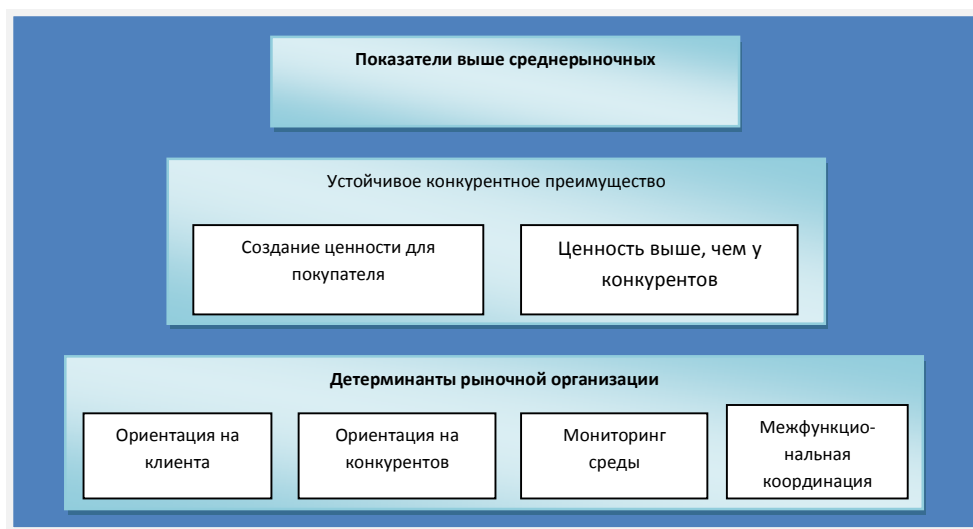 Показатели выше среднерыночных
Устойчивое конкурентное преимущество
Создание ценности для
покупателя
Ценность выше, чем у
конкурентов
Детерминанты рыночной организации
Ориентация на
клиента
Ориентация на
конкурентов
Мониторинг
среды
Межфункцио-
нальная
координация